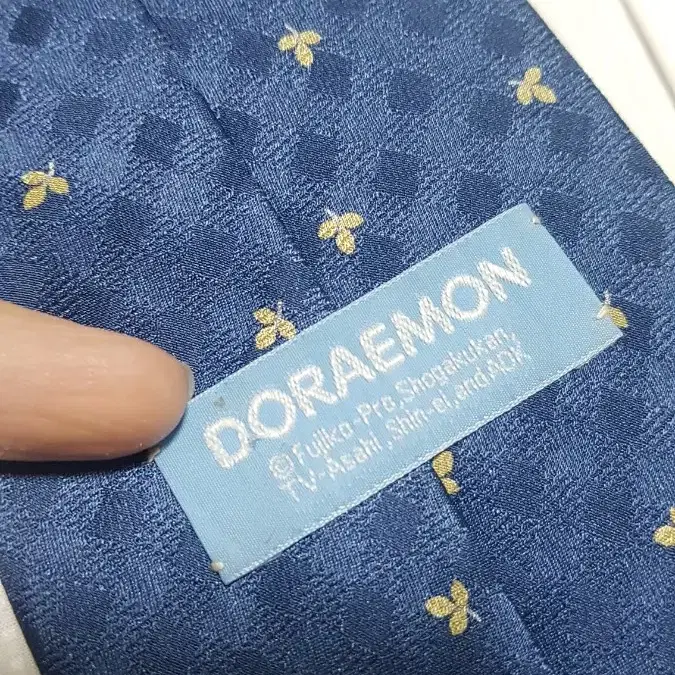 DORAEMON
©Fujiko-Pro,Shogakukan,
TV-Asahi,Shin-ei,and ADK